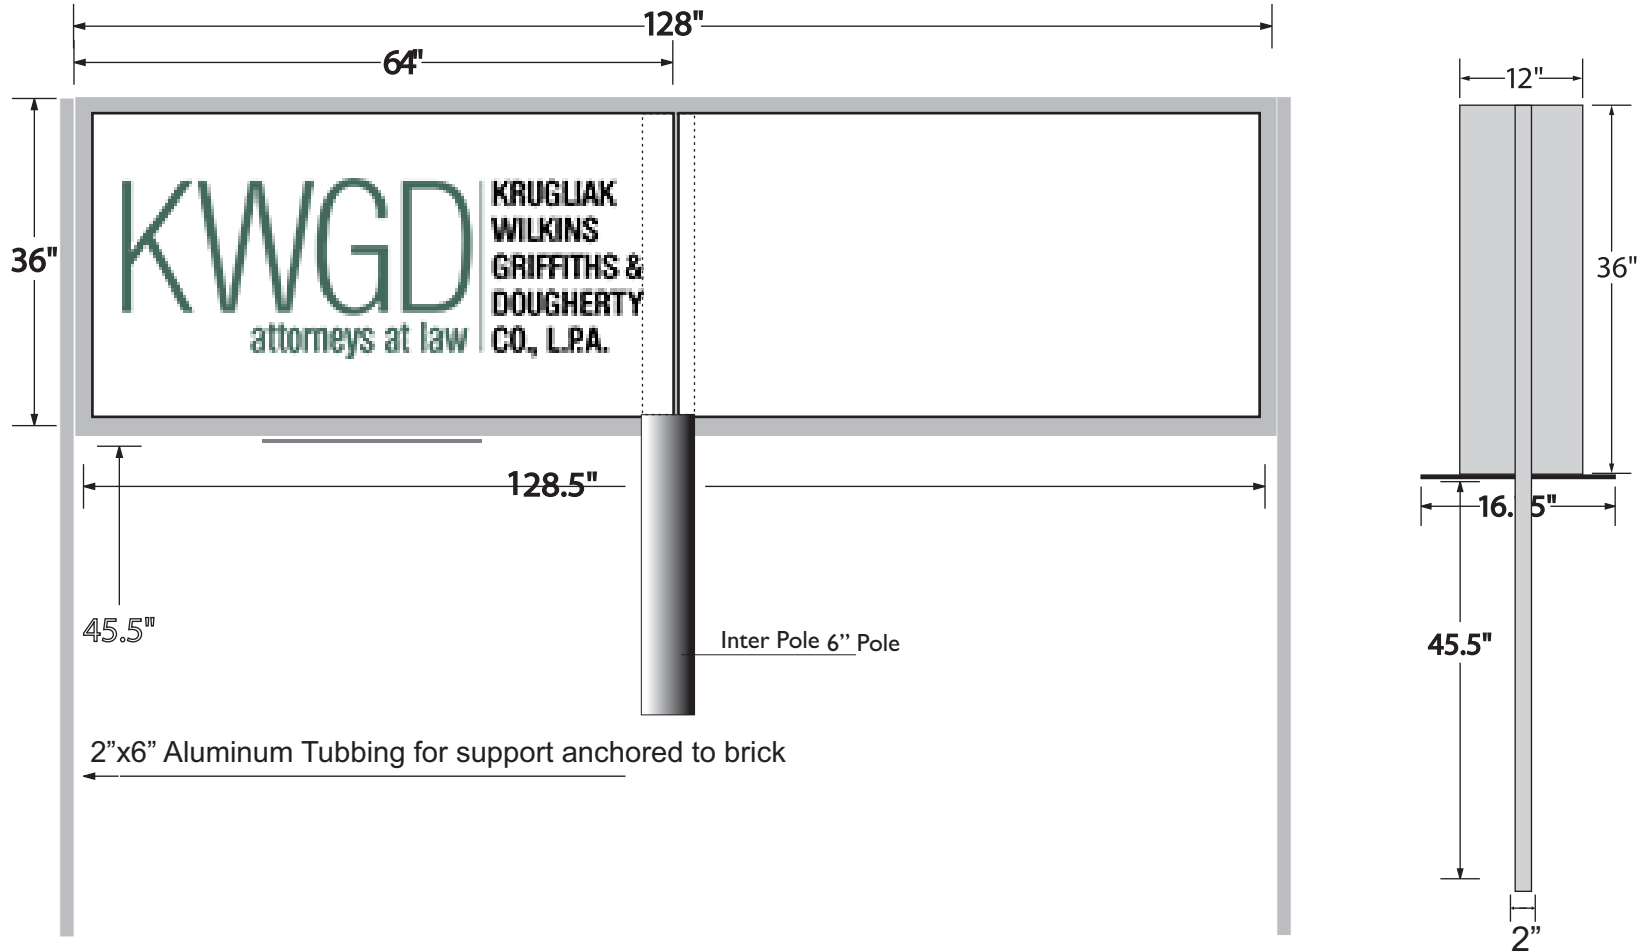 128"
64"
12"
36"
KWGD
attorneys at law
KRUGLIAK
WILKINS
GRIFFITHS &
DOUGHERTY
CO., L.P.A.
36"
128.5"
45.5"
Inter Pole 6” Pole
45.5"
2”x6” Aluminum Tubbing for support anchored to brick
2”